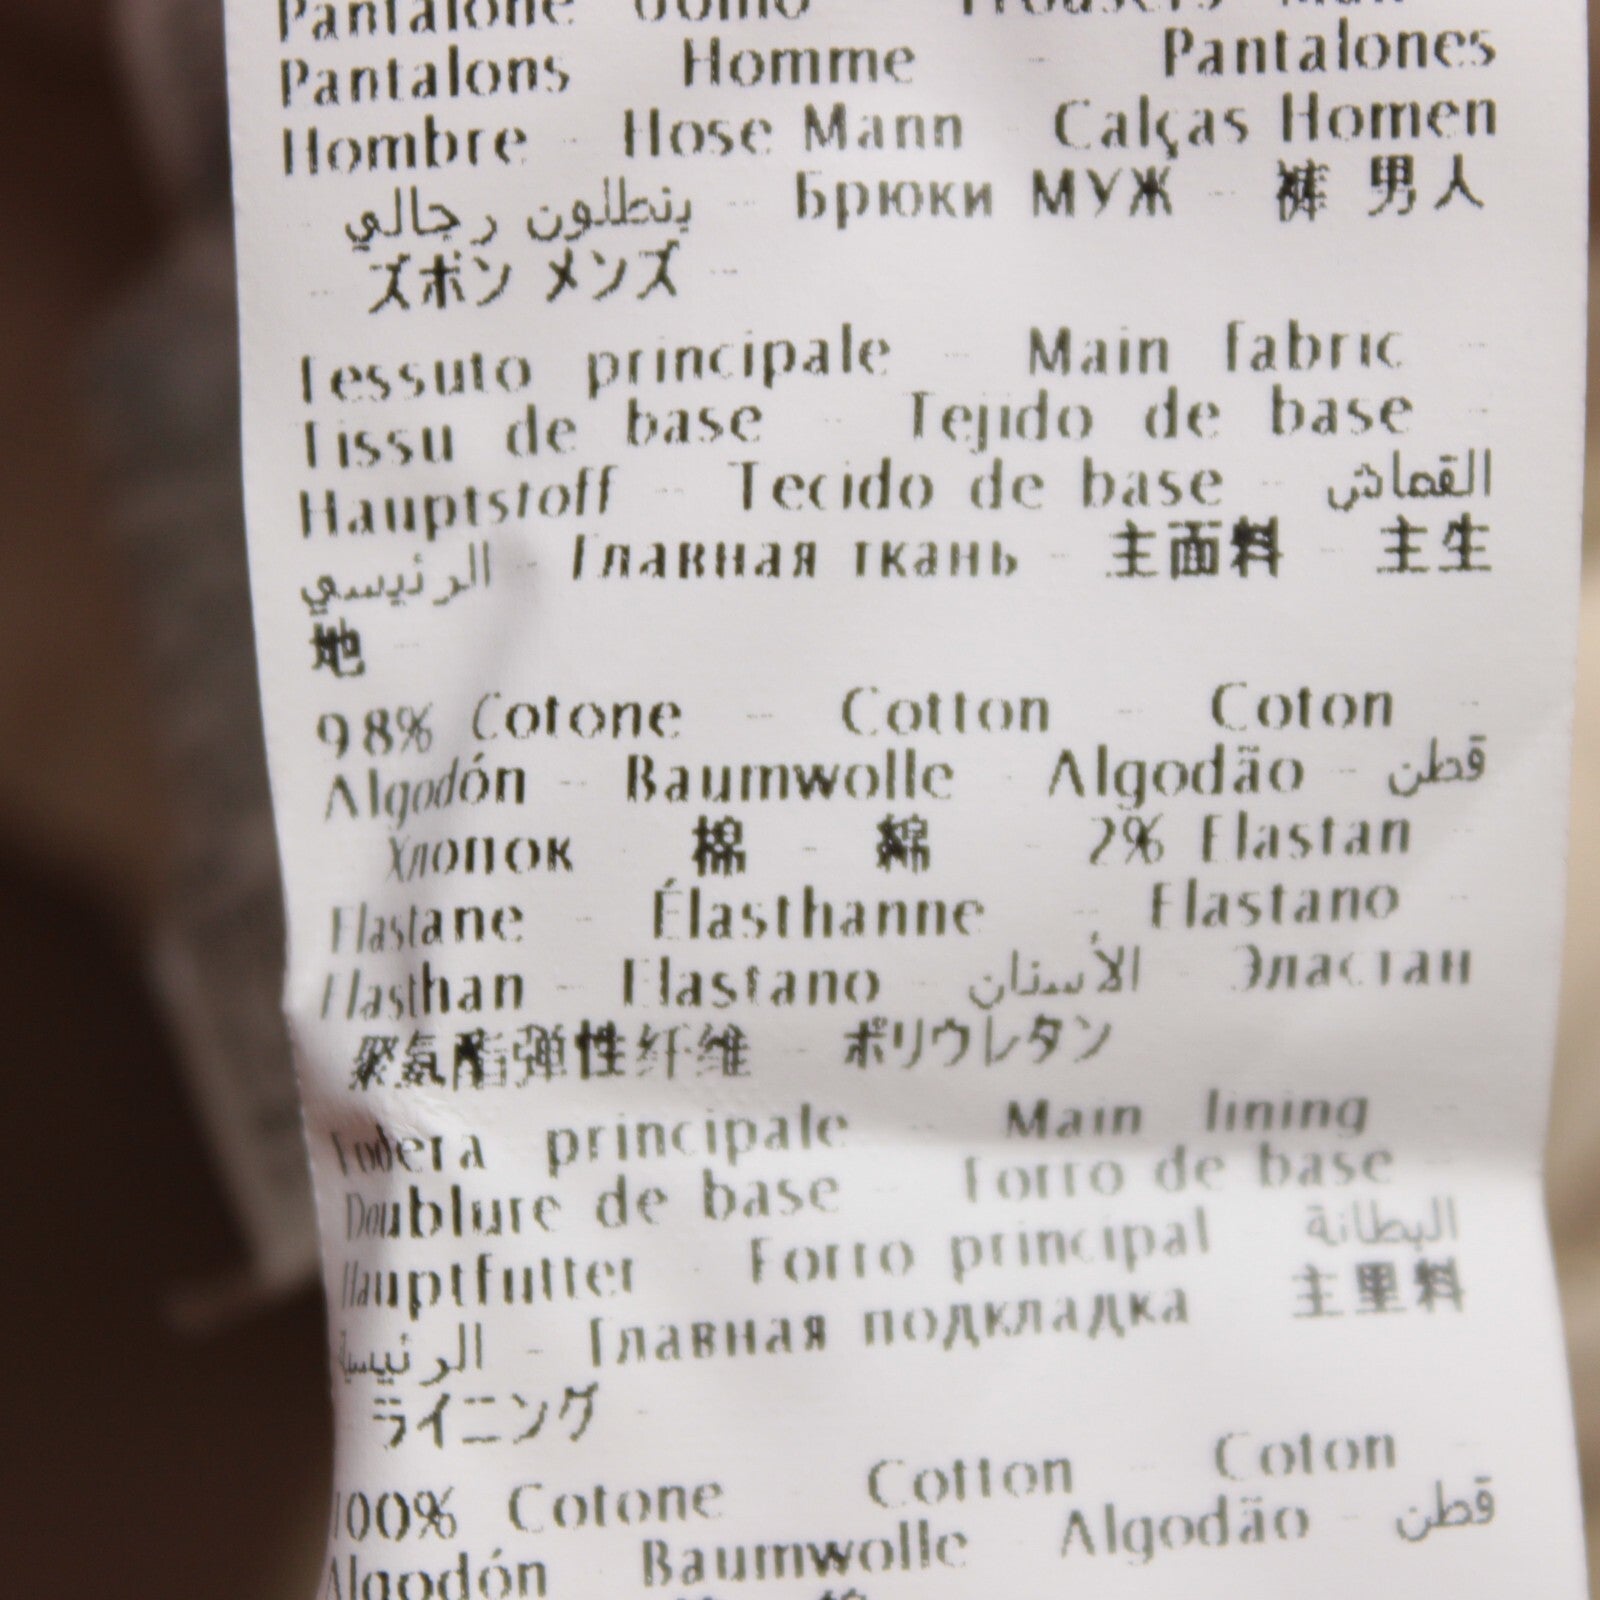 Pantalone Uomo - Trousers Man
Pantalons Homme - Pantalones
Hombre - Hose Mann - Calças Homen
- بنطلون رجالي - Брюки МУЖ - 裤 男人
- ズボン メンズ -
Tessuto principale - Main fabric -
Tissu de base - Tejido de base -
Hauptstoff - Tecido de base - القماش
الرئيسي - Главная ткань - 主面料 - 主生
地 -
98% Cotone - Cotton - Coton -
Algodón - Baumwolle - Algodão - قطن
Хлопок - 棉 - 綿 - 2% Elastan
Elastane - Élasthanne - Elastano -
Elasthan - Elastano - الأستان - Эластан
聚氨酯弹性纤维 - ポリウレタン
Fodera principale - Main lining -
Doublure de base - Forro de base -
Hauptfutter - Forro principal - البطانة
الرئيسية - Главная подкладка - 主里料
ライニング -
100% Cotone - Cotton - Coton -
Algodón - Baumwolle - Algodão - قطن